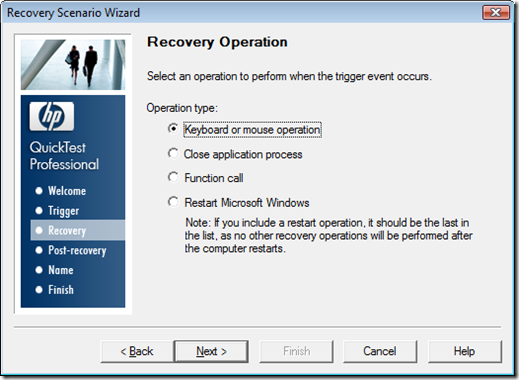 Recovery Scenario Wizard
Recovery Operation
Select an operation to perform when the trigger event occurs.
Operation type:
Keyboard or mouse operation
Close application process
Function call
Restart Microsoft Windows
Note: If you include a restart operation, it should be the last in
the list, as no other recovery operations will be performed after
the computer restarts.
hp
QuickTest
Professional
Welcome
Trigger
Recovery
Post-recovery
Name
Finish
< Back
Next >
Finish
Cancel
Help